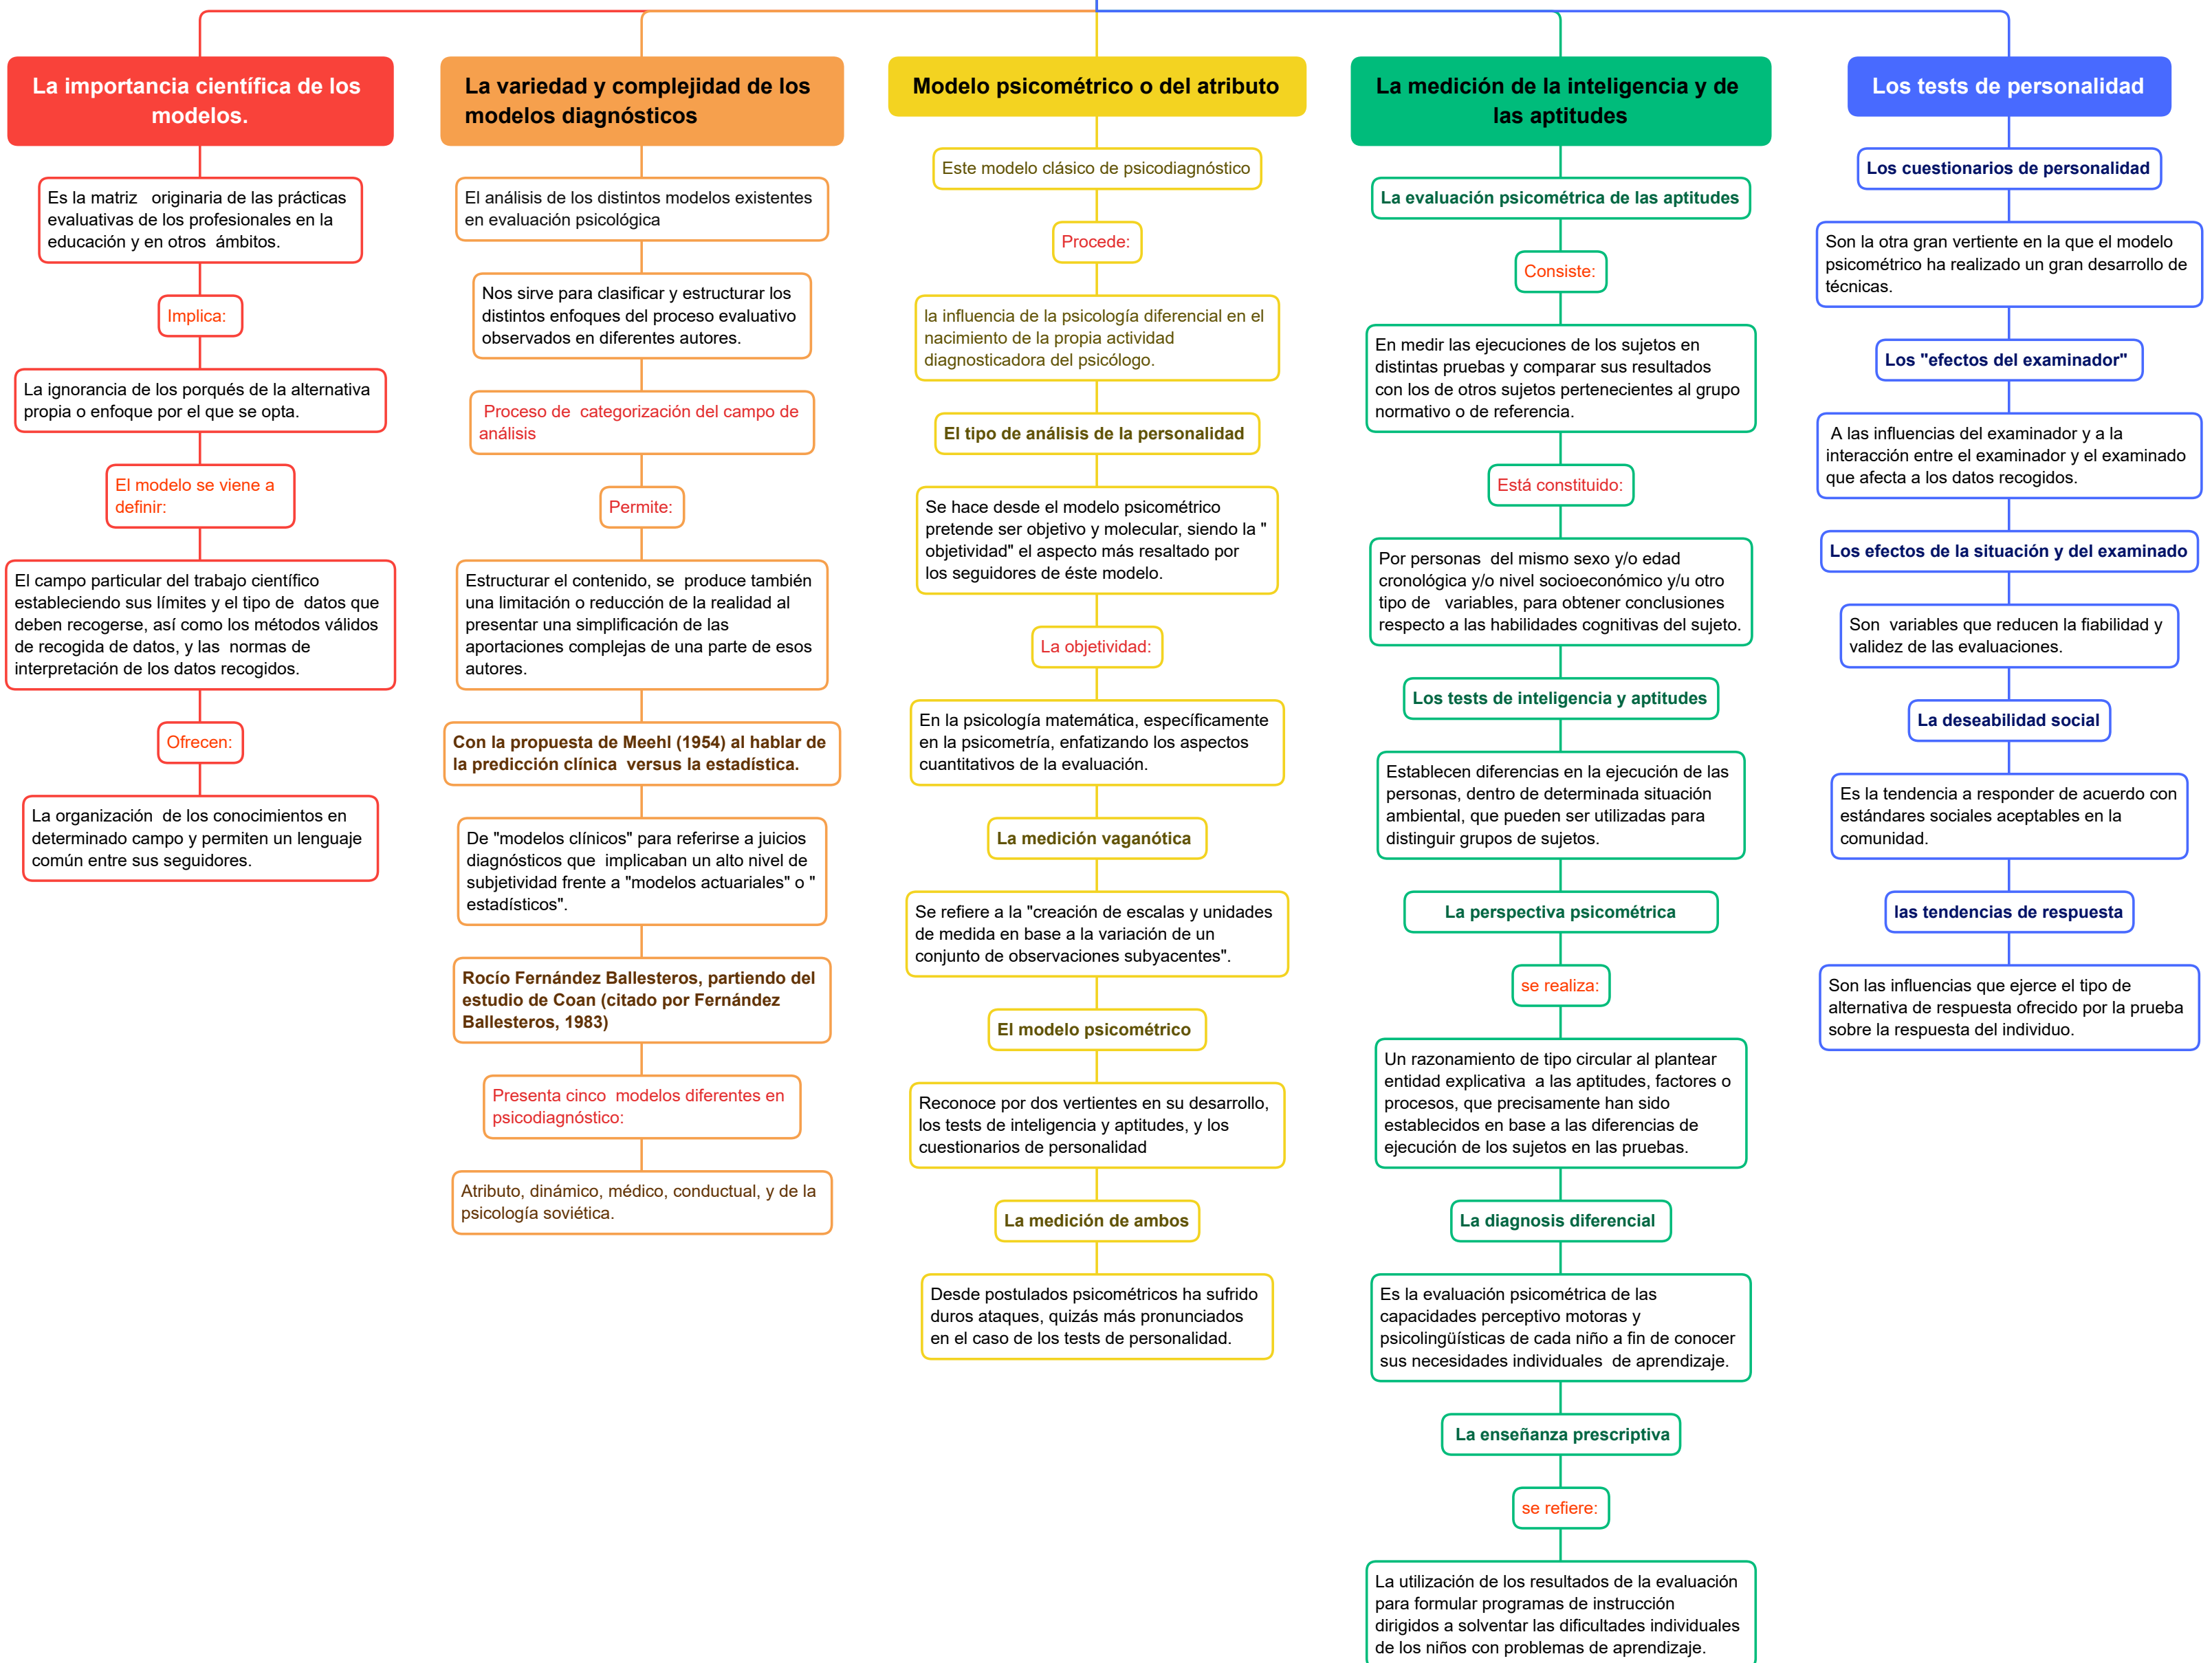 La importancia científica de los
modelos.
Es la matriz   originaria de las prácticas
evaluativas de los profesionales en la
educación y en otros  ámbitos.
Implica:
La ignorancia de los porqués de la alternativa
propia o enfoque por el que se opta.
El modelo se viene a
definir:
El campo particular del trabajo científico
estableciendo sus límites y el tipo de  datos que
deben recogerse, así como los métodos válidos
de recogida de datos, y las  normas de
interpretación de los datos recogidos.
Ofrecen:
La organización  de los conocimientos en
determinado campo y permiten un lenguaje
común entre sus seguidores.
La variedad y complejidad de los
modelos diagnósticos
El análisis de los distintos modelos existentes
en evaluación psicológica
Nos sirve para clasificar y estructurar los
distintos enfoques del proceso evaluativo
observados en diferentes autores.
Proceso de  categorización del campo de
análisis
Permite:
Estructurar el contenido, se  produce también
una limitación o reducción de la realidad al
presentar una simplificación de las
aportaciones complejas de una parte de esos
autores.
Con la propuesta de Meehl (1954) al hablar de
la predicción clínica  versus la estadística.
De "modelos clínicos" para referirse a juicios
diagnósticos que  implicaban un alto nivel de
subjetividad frente a "modelos actuariales" o "
estadísticos".
Rocío Fernández Ballesteros, partiendo del
estudio de Coan (citado por Fernández
Ballesteros, 1983)
Presenta cinco  modelos diferentes en
psicodiagnóstico:
Atributo, dinámico, médico, conductual, y de la
psicología soviética.
Modelo psicométrico o del atributo
Este modelo clásico de psicodiagnóstico
Procede:
la influencia de la psicología diferencial en el
nacimiento de la propia actividad
diagnosticadora del psicólogo.
El tipo de análisis de la personalidad
Se hace desde el modelo psicométrico
pretende ser objetivo y molecular, siendo la "
objetividad" el aspecto más resaltado por
los seguidores de éste modelo.
La objetividad:
En la psicología matemática, específicamente
en la psicometría, enfatizando los aspectos
cuantitativos de la evaluación.
La medición vaganótica
Se refiere a la "creación de escalas y unidades
de medida en base a la variación de un
conjunto de observaciones subyacentes".
El modelo psicométrico
Reconoce por dos vertientes en su desarrollo,
los tests de inteligencia y aptitudes, y los
cuestionarios de personalidad
La medición de ambos
Desde postulados psicométricos ha sufrido
duros ataques, quizás más pronunciados
en el caso de los tests de personalidad.
La medición de la inteligencia y de
las aptitudes
La evaluación psicométrica de las aptitudes
Consiste:
En medir las ejecuciones de los sujetos en
distintas pruebas y comparar sus resultados
con los de otros sujetos pertenecientes al grupo
normativo o de referencia.
Está constituido:
Por personas  del mismo sexo y/o edad
cronológica y/o nivel socioeconómico y/u otro
tipo de   variables, para obtener conclusiones
respecto a las habilidades cognitivas del sujeto.
Los tests de inteligencia y aptitudes
Establecen diferencias en la ejecución de las
personas, dentro de determinada situación
ambiental, que pueden ser utilizadas para
distinguir grupos de sujetos.
La perspectiva psicométrica
se realiza:
Un razonamiento de tipo circular al plantear
entidad explicativa  a las aptitudes, factores o
procesos, que precisamente han sido
establecidos en base a las diferencias de
ejecución de los sujetos en las pruebas.
La diagnosis diferencial
Es la evaluación psicométrica de las
capacidades perceptivo motoras y
psicolingüísticas de cada niño a fin de conocer
sus necesidades individuales  de aprendizaje.
La enseñanza prescriptiva
se refiere:
La utilización de los resultados de la evaluación
para formular programas de instrucción
dirigidos a solventar las dificultades individuales
de los niños con problemas de aprendizaje.
Los tests de personalidad
Los cuestionarios de personalidad
Son la otra gran vertiente en la que el modelo
psicométrico ha realizado un gran desarrollo de
técnicas.
Los "efectos del examinador"
A las influencias del examinador y a la
interacción entre el examinador y el examinado
que afecta a los datos recogidos.
Los efectos de la situación y del examinado
Son  variables que reducen la fiabilidad y
validez de las evaluaciones.
La deseabilidad social
Es la tendencia a responder de acuerdo con
estándares sociales aceptables en la
comunidad.
las tendencias de respuesta
Son las influencias que ejerce el tipo de
alternativa de respuesta ofrecido por la prueba
sobre la respuesta del individuo.